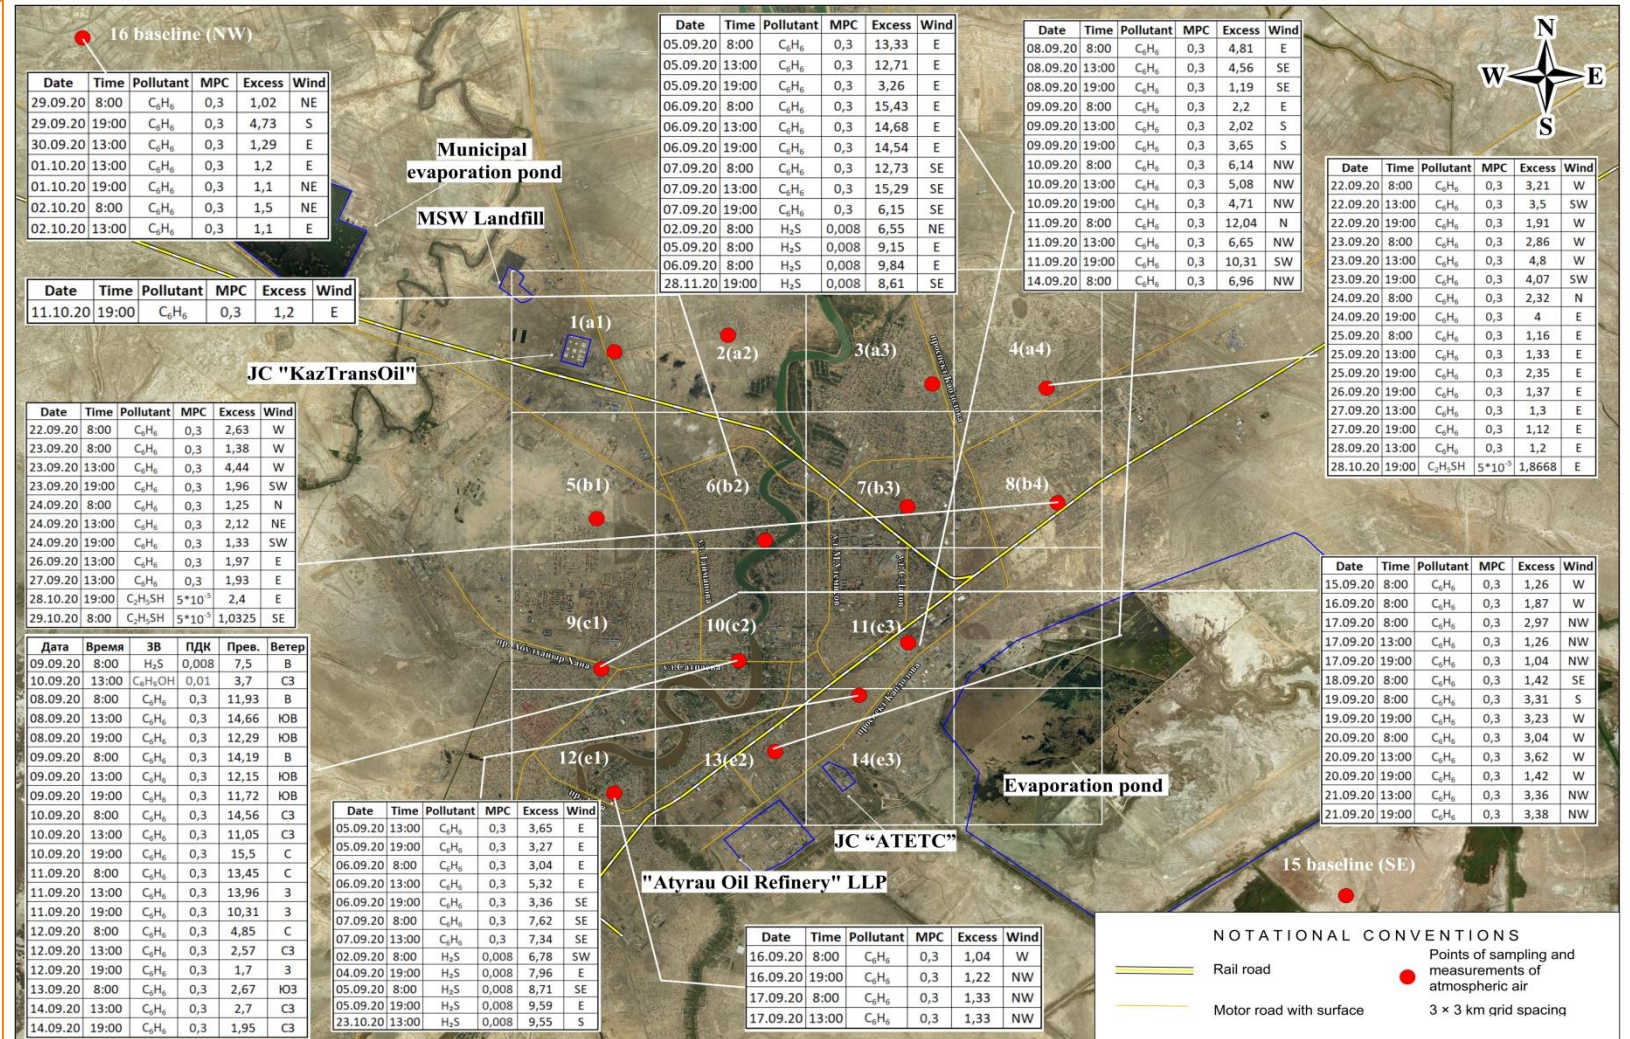 16 baseline (NW)
Date Time Pollutant MPC Excess Wind
29.09.20 8:00 C₆H₆ 0,3 1,02 NE
29.09.20 19:00 C₆H₆ 0,3 4,73 S
30.09.20 13:00 C₆H₆ 0,3 1,29 E
01.10.20 13:00 C₆H₆ 0,3 1,2 E
01.10.20 19:00 C₆H₆ 0,3 1,1 NE
02.10.20 8:00 C₆H₆ 0,3 1,5 NE
02.10.20 13:00 C₆H₆ 0,3 1,1 E
Date Time Pollutant MPC Excess Wind
05.09.20 8:00 C₆H₆ 0,3 13,33 E
05.09.20 13:00 C₆H₆ 0,3 12,71 E
05.09.20 19:00 C₆H₆ 0,3 3,26 E
06.09.20 8:00 C₆H₆ 0,3 15,43 E
06.09.20 13:00 C₆H₆ 0,3 14,68 E
06.09.20 19:00 C₆H₆ 0,3 14,54 E
07.09.20 8:00 C₆H₆ 0,3 12,73 SE
07.09.20 13:00 C₆H₆ 0,3 15,29 SE
07.09.20 19:00 C₆H₆ 0,3 6,15 SE
02.09.20 8:00 H₂S 0,008 6,55 NE
05.09.20 8:00 H₂S 0,008 9,15 E
06.09.20 8:00 H₂S 0,008 9,84 E
28.11.20 19:00 H₂S 0,008 8,61 SE
Date Time Pollutant MPC Excess Wind
08.09.20 8:00 C₆H₆ 0,3 4,81 E
08.09.20 13:00 C₆H₆ 0,3 4,56 SE
08.09.20 19:00 C₆H₆ 0,3 1,19 SE
09.09.20 8:00 C₆H₆ 0,3 2,2 E
09.09.20 13:00 C₆H₆ 0,3 2,02 S
09.09.20 19:00 C₆H₆ 0,3 3,65 S
10.09.20 8:00 C₆H₆ 0,3 6,14 NW
10.09.20 13:00 C₆H₆ 0,3 5,08 NW
10.09.20 19:00 C₆H₆ 0,3 4,71 NW
11.09.20 8:00 C₆H₆ 0,3 12,04 N
11.09.20 13:00 C₆H₆ 0,3 6,65 NW
11.09.20 19:00 C₆H₆ 0,3 10,31 SW
14.09.20 8:00 C₆H₆ 0,3 6,96 NW
N
W E
S
Date Time Pollutant MPC Excess Wind
22.09.20 8:00 C₆H₆ 0,3 3,21 W
22.09.20 13:00 C₆H₆ 0,3 3,5 SW
22.09.20 19:00 C₆H₆ 0,3 1,91 W
23.09.20 8:00 C₆H₆ 0,3 2,86 W
23.09.20 13:00 C₆H₆ 0,3 4,8 W
23.09.20 19:00 C₆H₆ 0,3 4,07 SW
24.09.20 8:00 C₆H₆ 0,3 2,32 N
24.09.20 19:00 C₆H₆ 0,3 4 E
25.09.20 8:00 C₆H₆ 0,3 1,16 E
25.09.20 13:00 C₆H₆ 0,3 1,33 E
25.09.20 19:00 C₆H₆ 0,3 2,35 E
26.09.20 19:00 C₆H₆ 0,3 1,37 E
27.09.20 13:00 C₆H₆ 0,3 1,3 E
27.09.20 19:00 C₆H₆ 0,3 1,12 E
28.09.20 13:00 C₆H₆ 0,3 1,2 E
28.10.20 19:00 C₂H₅SH 5*10⁻⁵ 1,8668 E
Municipal
evaporation pond
MSW Landfill
Date Time Pollutant MPC Excess Wind
11.10.20 19:00 C₆H₆ 0,3 1,2 E
JC "KazTransOil"
1(a1)
2(a2)
3(a3)
4(a4)
Date Time Pollutant MPC Excess Wind
22.09.20 8:00 C₆H₆ 0,3 2,63 W
23.09.20 8:00 C₆H₆ 0,3 1,38 W
23.09.20 13:00 C₆H₆ 0,3 4,44 W
23.09.20 19:00 C₆H₆ 0,3 1,96 SW
24.09.20 8:00 C₆H₆ 0,3 1,25 N
24.09.20 13:00 C₆H₆ 0,3 2,12 NE
24.09.20 19:00 C₆H₆ 0,3 1,33 SW
26.09.20 13:00 C₆H₆ 0,3 1,97 E
27.09.20 13:00 C₆H₆ 0,3 1,93 E
28.10.20 19:00 C₂H₅SH 5*10⁻⁵ 2,4 E
29.10.20 8:00 C₂H₅SH 5*10⁻⁵ 1,0325 SE
5(b1)
6(b2)
7(b3)
8(b4)
9(c1)
10(c2)
11(c3)
ул.Сатпаева
12(e1)
13(e2)
14(e3)
Дата Время ЗВ ПДК Прев. Ветер
09.09.20 8:00 H₂S 0,008 7,5 В
10.09.20 13:00 C₆H₅OH 0,01 3,7 СЗ
08.09.20 8:00 C₆H₆ 0,3 11,93 В
08.09.20 13:00 C₆H₆ 0,3 14,66 ЮВ
08.09.20 19:00 C₆H₆ 0,3 12,29 ЮВ
09.09.20 8:00 C₆H₆ 0,3 14,19 В
09.09.20 13:00 C₆H₆ 0,3 12,15 ЮВ
09.09.20 19:00 C₆H₆ 0,3 11,72 ЮВ
10.09.20 8:00 C₆H₆ 0,3 14,56 СЗ
10.09.20 13:00 C₆H₆ 0,3 11,05 СЗ
10.09.20 19:00 C₆H₆ 0,3 15,5 С
11.09.20 8:00 C₆H₆ 0,3 13,45 С
11.09.20 13:00 C₆H₆ 0,3 13,96 З
11.09.20 19:00 C₆H₆ 0,3 10,31 З
12.09.20 8:00 C₆H₆ 0,3 4,85 С
12.09.20 13:00 C₆H₆ 0,3 2,57 СЗ
12.09.20 19:00 C₆H₆ 0,3 1,7 З
13.09.20 8:00 C₆H₆ 0,3 2,67 ЮЗ
14.09.20 13:00 C₆H₆ 0,3 2,7 СЗ
14.09.20 19:00 C₆H₆ 0,3 1,95 СЗ
Date Time Pollutant MPC Excess Wind
05.09.20 13:00 C₆H₆ 0,3 3,65 E
05.09.20 19:00 C₆H₆ 0,3 3,27 E
06.09.20 8:00 C₆H₆ 0,3 3,04 E
06.09.20 13:00 C₆H₆ 0,3 5,32 E
06.09.20 19:00 C₆H₆ 0,3 3,36 SE
07.09.20 8:00 C₆H₆ 0,3 7,62 SE
07.09.20 13:00 C₆H₆ 0,3 7,34 SE
02.09.20 8:00 H₂S 0,008 6,78 SW
04.09.20 19:00 H₂S 0,008 7,96 E
05.09.20 8:00 H₂S 0,008 8,71 SE
05.09.20 19:00 H₂S 0,008 9,59 E
23.10.20 13:00 H₂S 0,008 9,55 S
Date Time Pollutant MPC Excess Wind
15.09.20 8:00 C₆H₆ 0,3 1,26 W
16.09.20 8:00 C₆H₆ 0,3 1,87 W
17.09.20 8:00 C₆H₆ 0,3 2,97 NW
17.09.20 13:00 C₆H₆ 0,3 1,26 NW
17.09.20 19:00 C₆H₆ 0,3 1,04 NW
18.09.20 8:00 C₆H₆ 0,3 1,42 SE
19.09.20 8:00 C₆H₆ 0,3 3,31 S
19.09.20 19:00 C₆H₆ 0,3 3,23 W
20.09.20 8:00 C₆H₆ 0,3 3,04 W
20.09.20 13:00 C₆H₆ 0,3 3,62 W
20.09.20 19:00 C₆H₆ 0,3 1,42 W
21.09.20 13:00 C₆H₆ 0,3 3,36 NW
21.09.20 19:00 C₆H₆ 0,3 3,38 NW
Evaporation pond
JC “ATETC”
"Atyrau Oil Refinery" LLP
15 baseline (SE)
Date Time Pollutant MPC Excess Wind
16.09.20 8:00 C₆H₆ 0,3 1,04 W
16.09.20 19:00 C₆H₆ 0,3 1,22 NW
17.09.20 8:00 C₆H₆ 0,3 1,33 NW
17.09.20 13:00 C₆H₆ 0,3 1,33 NW
NOTATIONAL CONVENTIONS
Rail road
Motor road with surface
Points of sampling and
measurements of
atmospheric air
3 × 3 km grid spacing